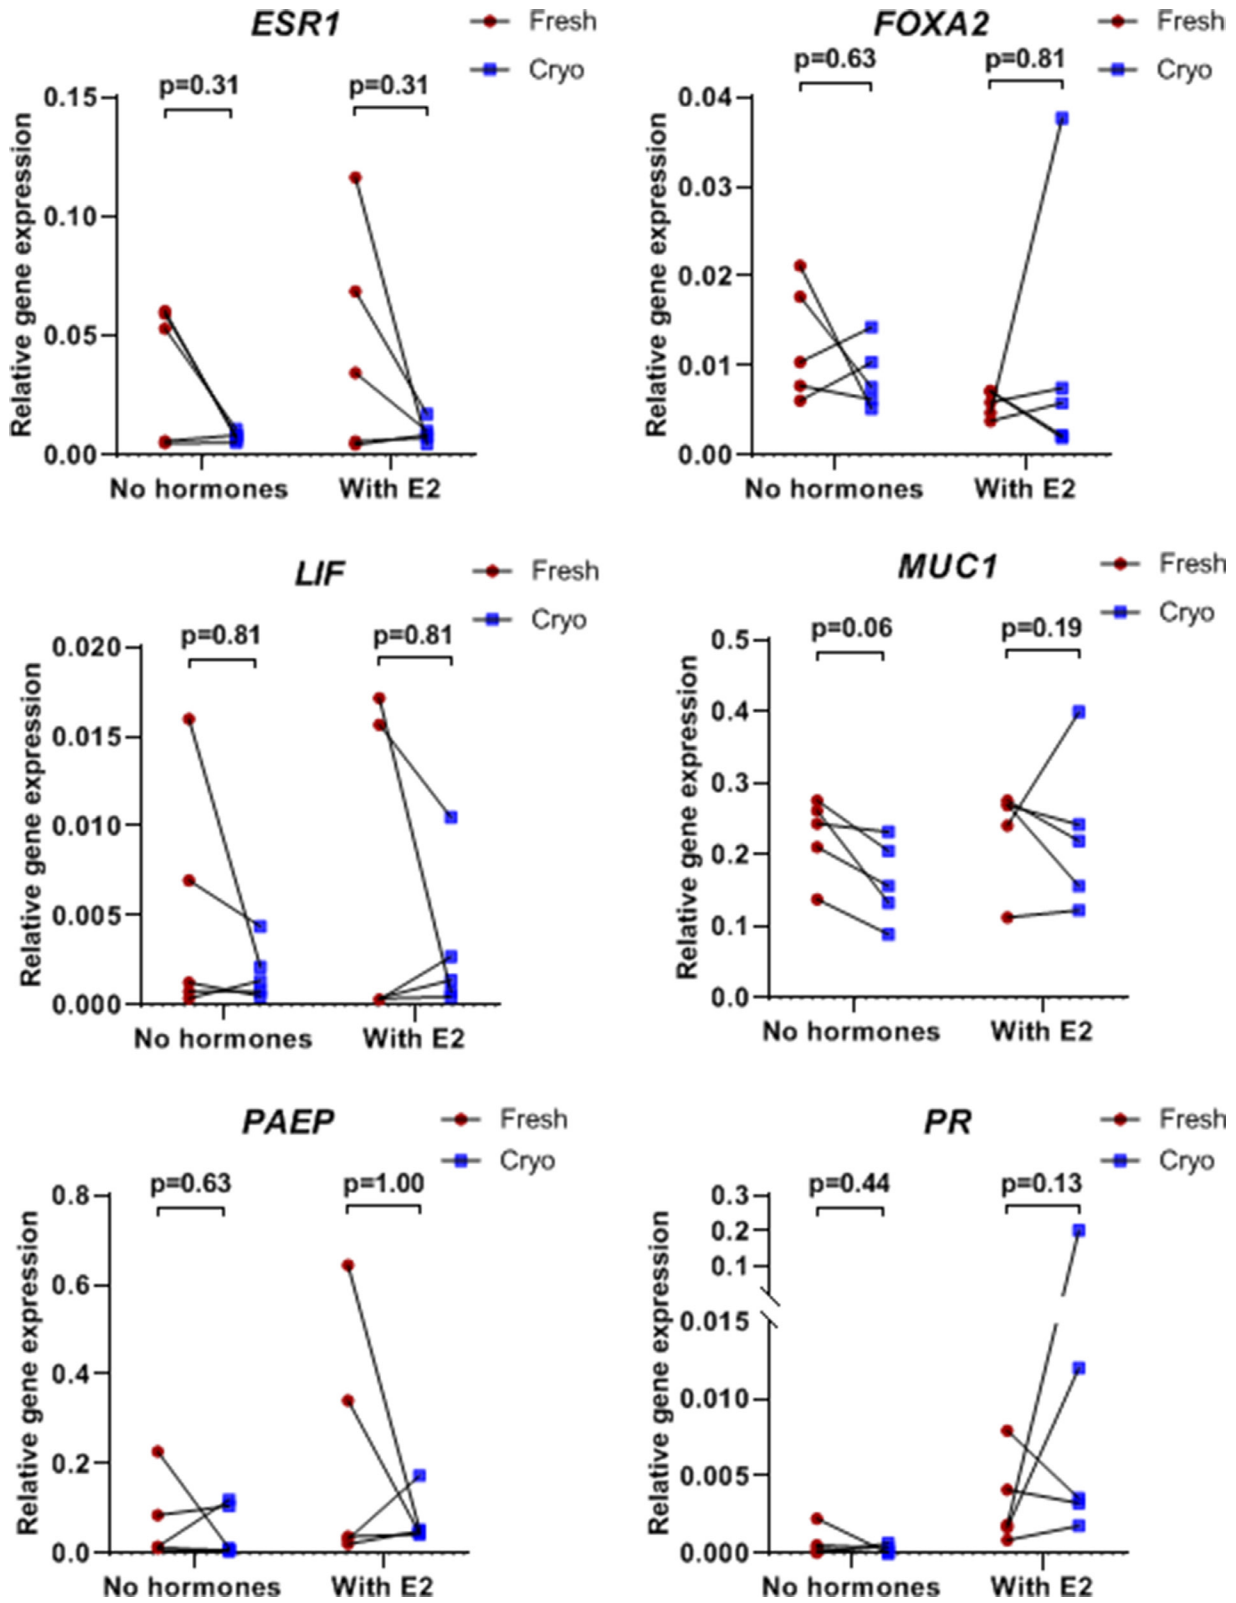 ESR1
Fresh
Cryo
p=0.31
p=0.31
Relative gene expression
0.15
0.10
0.05
0.00
No hormones
With E2
FOXA2
Fresh
Cryo
p=0.63
p=0.81
Relative gene expression
0.04
0.03
0.02
0.01
0.00
No hormones
With E2
LIF
Fresh
Cryo
p=0.81
p=0.81
Relative gene expression
0.020
0.015
0.010
0.005
0.000
No hormones
With E2
MUC1
Fresh
Cryo
p=0.06
p=0.19
Relative gene expression
0.5
0.4
0.3
0.2
0.1
0.0
No hormones
With E2
PAEP
Fresh
Cryo
p=0.63
p=1.00
Relative gene expression
0.8
0.6
0.4
0.2
0.0
No hormones
With E2
PR
Fresh
Cryo
p=0.44
p=0.13
Relative gene expression
0.3
0.2
0.1
0.015
0.010
0.005
0.000
No hormones
With E2